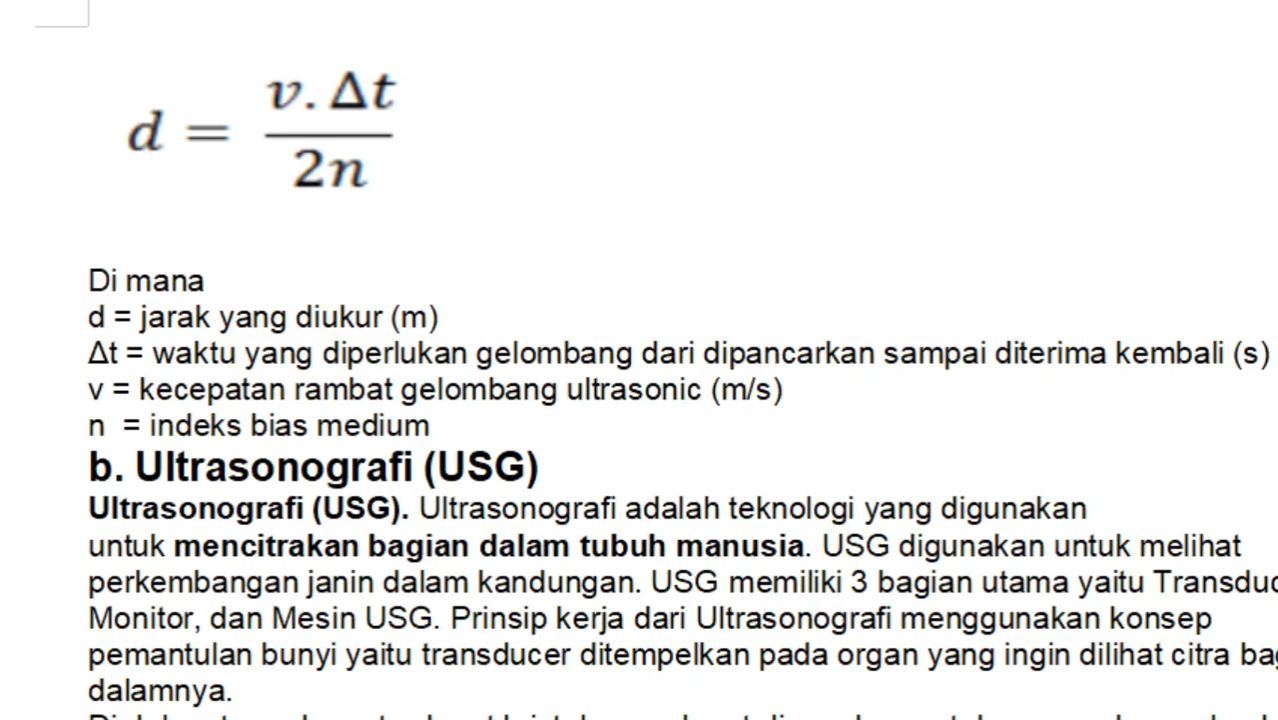 d = v. Δt / 2n
Di mana
d = jarak yang diukur (m)
Δt = waktu yang diperlukan gelombang dari dipancarkan sampai diterima kembali (s)
v = kecepatan rambat gelombang ultrasonic (m/s)
n = indeks bias medium
b. Ultrasonografi (USG)
Ultrasonografi (USG). Ultrasonografi adalah teknologi yang digunakan
untuk mencitrakan bagian dalam tubuh manusia. USG digunakan untuk melihat
perkembangan janin dalam kandungan. USG memiliki 3 bagian utama yaitu
Monitor, dan Mesin USG. Prinsip kerja dari Ultrasonografi menggunakan konsep
pemantulan bunyi yaitu transducer ditempelkan pada organ yang ingin dilihat citra
dalamnya.